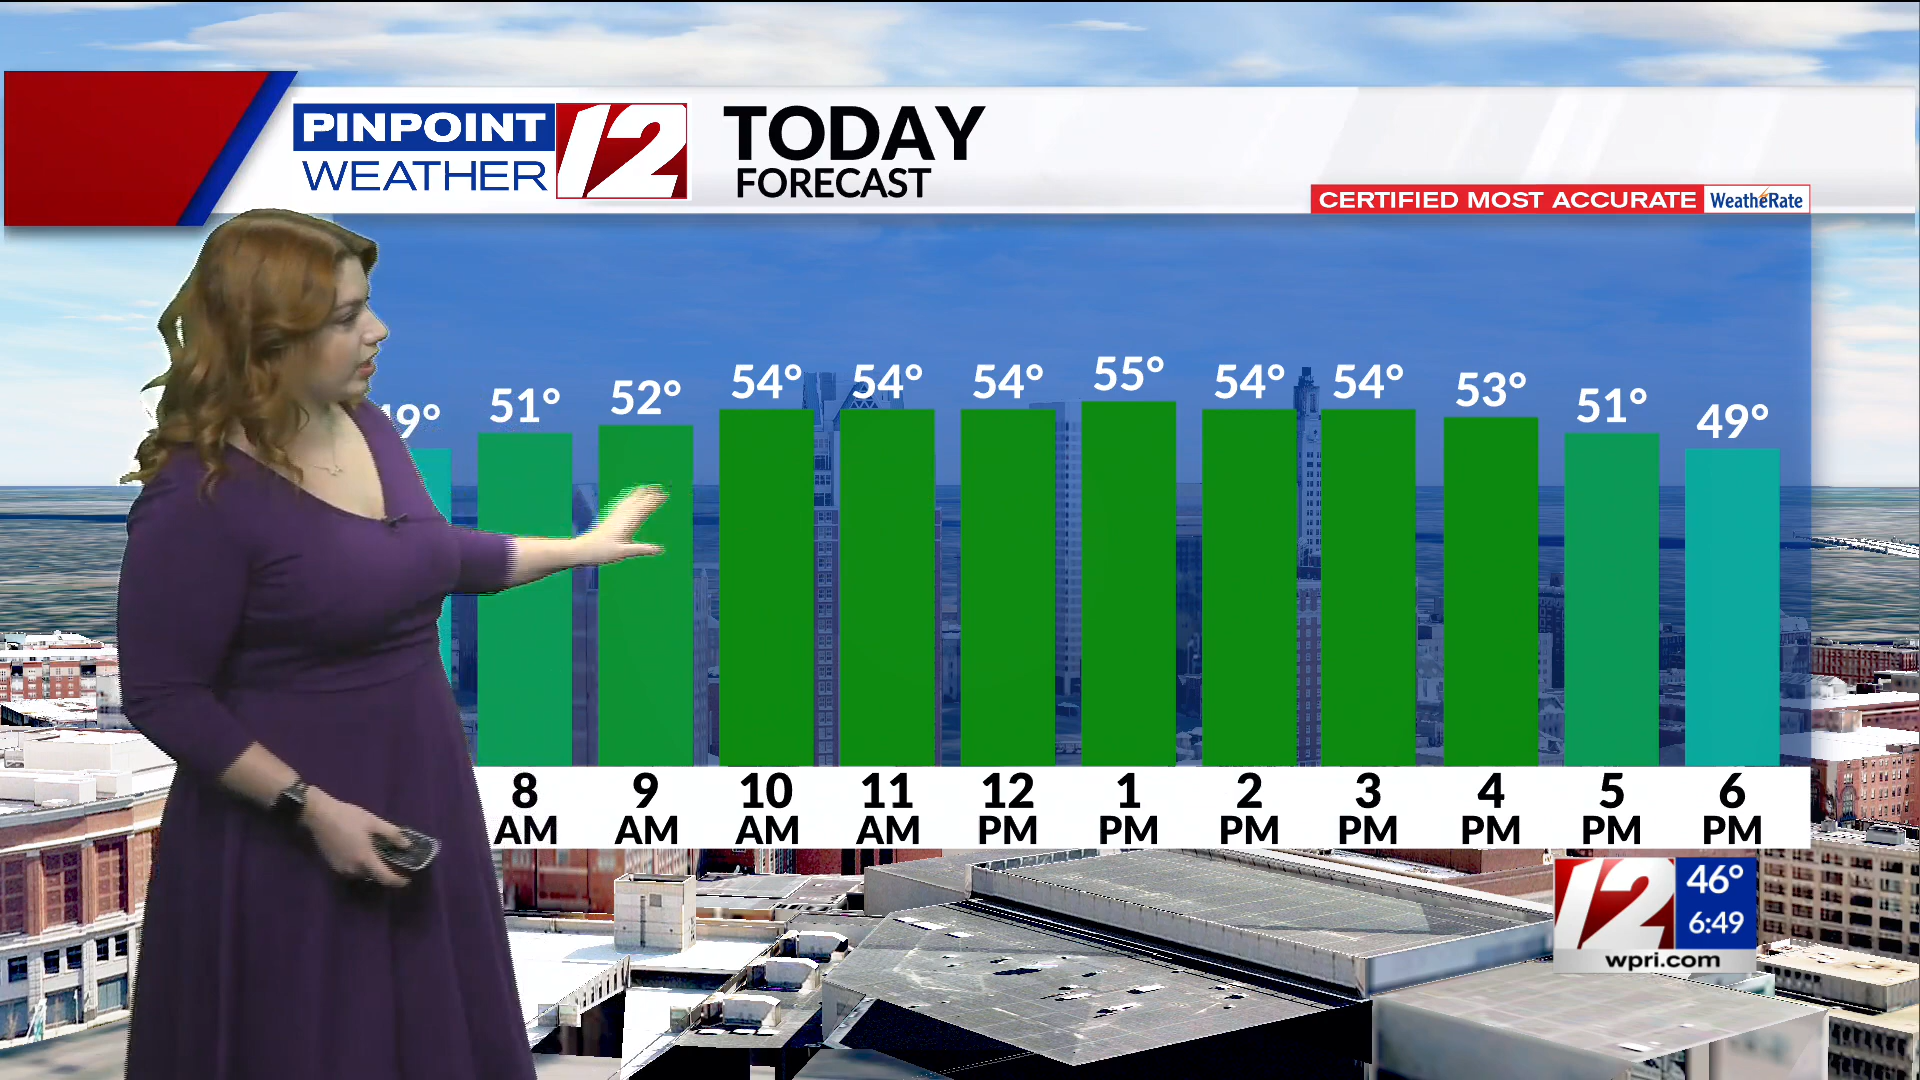 PINPOINT
WEATHER
12
TODAY
FORECAST
CERTIFIED MOST ACCURATE WeatheRate
9° 51° 52° 54° 54° 54° 55° 54° 54° 53° 51° 49°
8 9 10 11 12 1 2 3 4 5 6
AM AM AM AM PM PM PM PM PM PM PM
12
46°
6:49
wpri.com